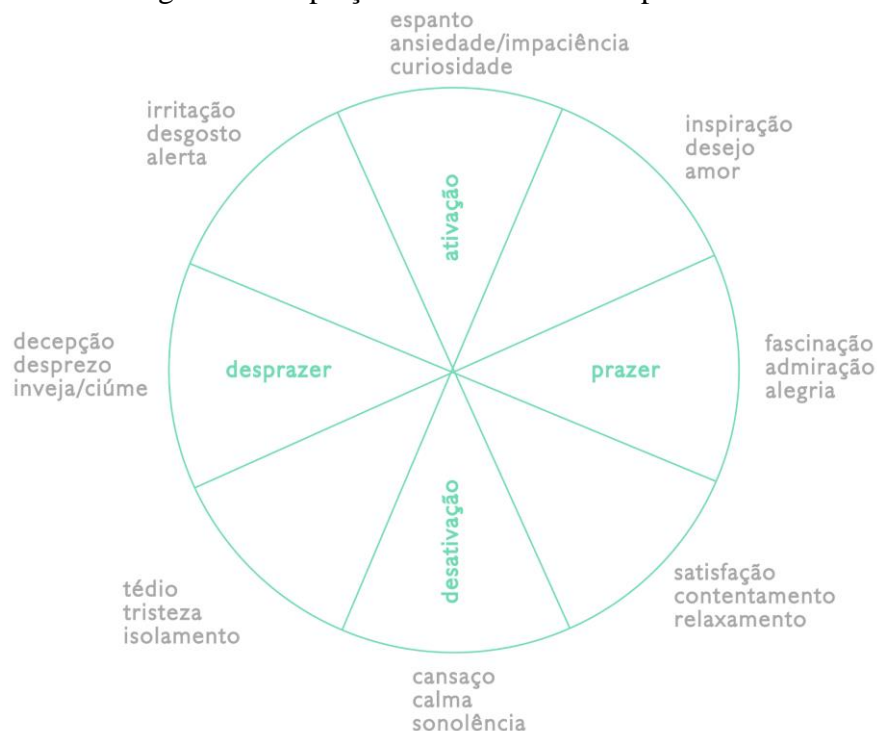 espanto
ansiedade/impaciência
curiosidade
irritação
desgosto
alerta
inspiração
desejo
amor
ativação
decepção
desprezo
inveja/ciúme
desprazer
prazer
fascinação
admiração
alegria
desativação
tédio
tristeza
isolamento
satisfação
contentamento
relaxamento
cansaço
calma
sonolência